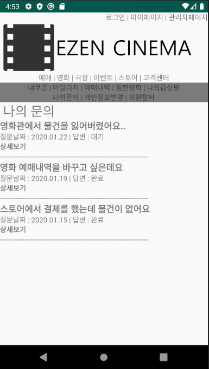 4:53
로그인 | 마이페이지 | 관리자페이지
EZEN CINEMA
예매 | 영화 | 극장 | 이벤트 | 스토어 | 고객센터
내쿠폰 | 마일리지 | 예매내역 | 찜한영화 | 나의감상평
나의문의 | 개인정보변경 | 회원탈퇴
나의 문의
영화관에서 물건을 잃어버렸어요..
질문날짜 : 2020.01.22 | 답변 : 대기
상세보기
영화 예매내역을 바꾸고 싶은데요
질문날짜 : 2020.01.19 | 답변 : 완료
상세보기
스토어에서 결제를 했는데 물건이 없어요
질문날짜 : 2020.01.15 | 답변 : 완료
상세보기